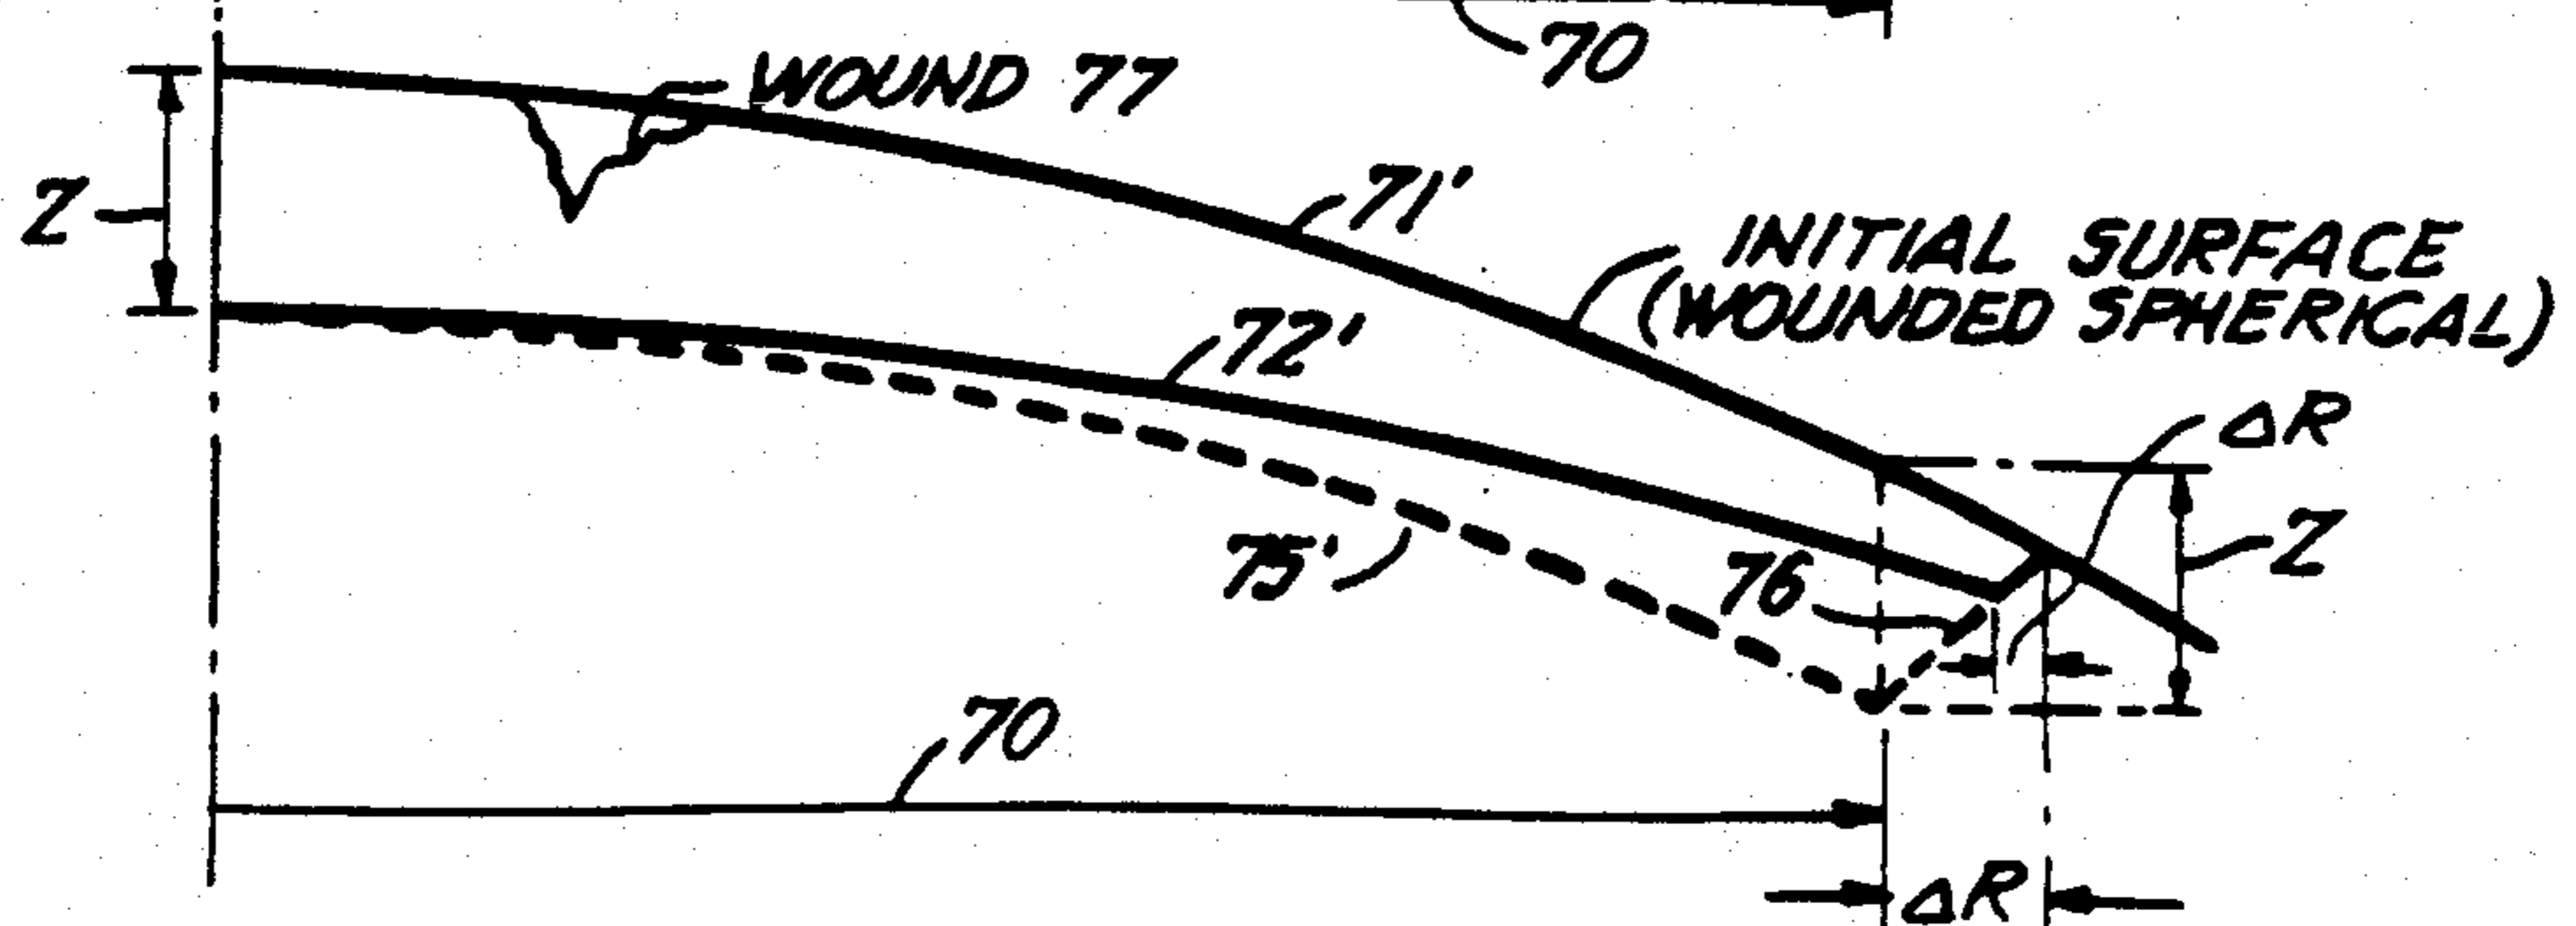 70
WOUND 77
Z
71'
INITIAL SURFACE
(WOUNDED SPHERICAL)
72'
ΔR
75'
76
Z
70
ΔR